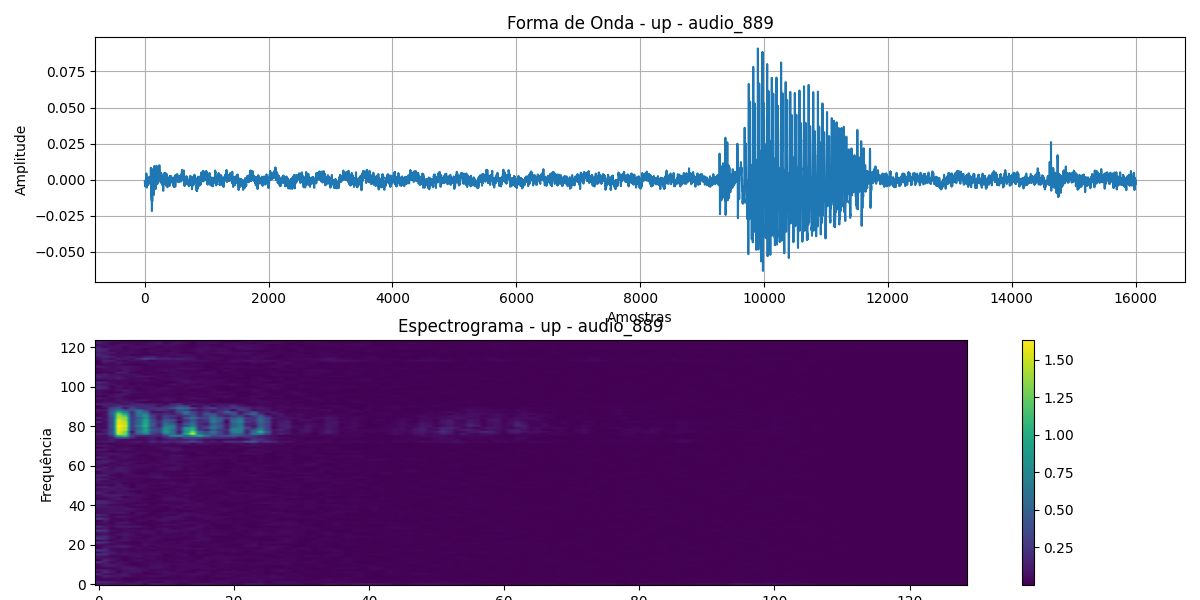 Forma de Onda - up - audio_889
Amplitude
0.075
0.050
0.025
0.000
−0.025
−0.050
0 2000 4000 6000 8000 10000 12000 14000 16000
Amostras
Espectrograma - up - audio_889
Frequência
120
100
80
60
40
20
0
0 20 40 60 80 100 120
1.50
1.25
1.00
0.75
0.50
0.25